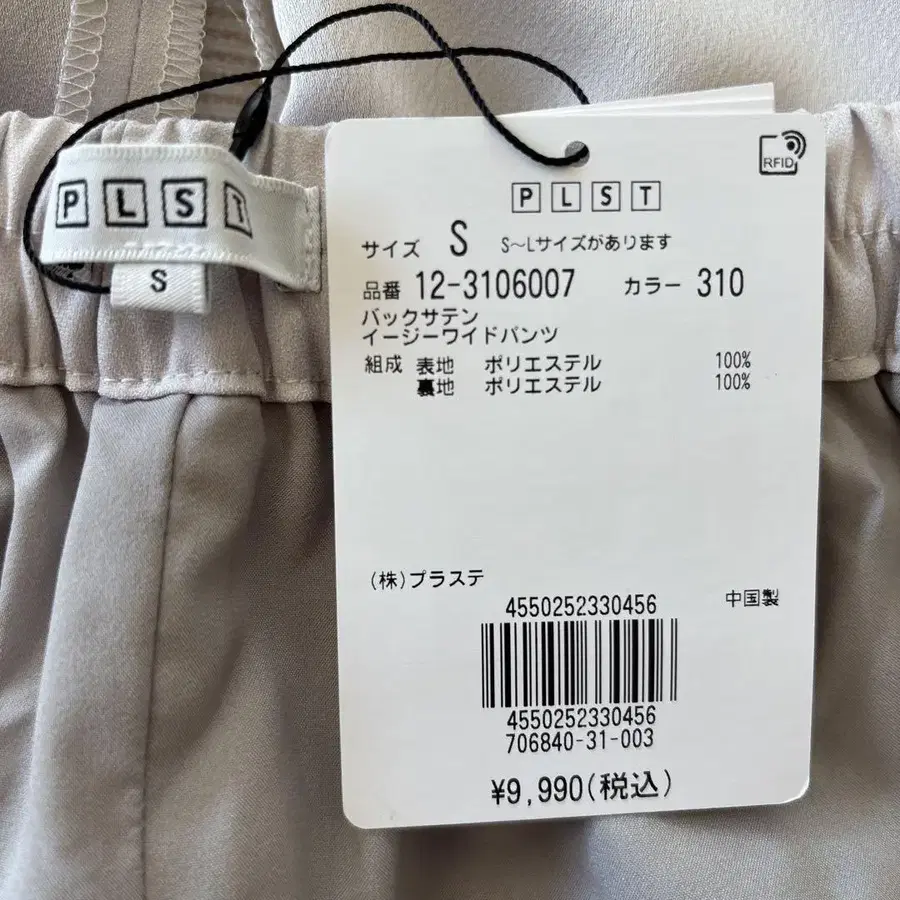 PLST
S
RFID
PLST
サイズ S S~Lサイズがあります
品番 12-3106007 カラー 310
バックサテン
イージーワイドパンツ
組成 表地 ポリエステル 100%
裏地 ポリエステル 100%
(株)プラステ
中国製
4550252330456
4550252330456
706840-31-003
¥9,990(税込)